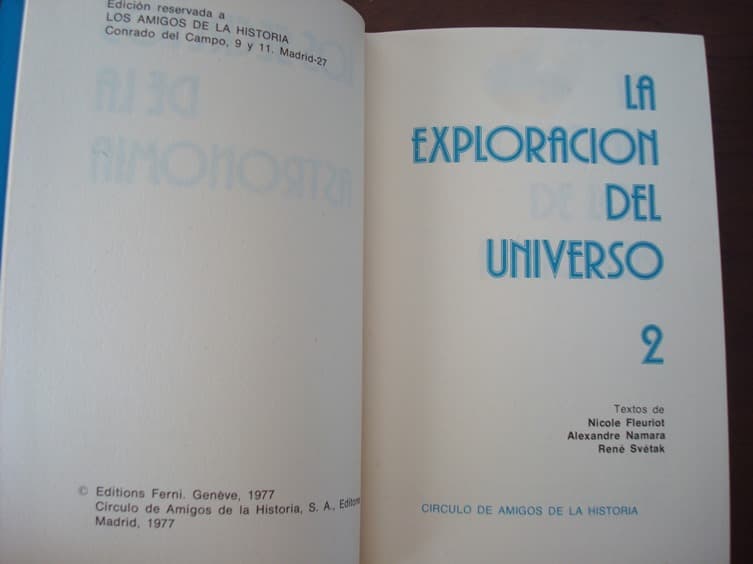 Edición reservada a
LOS AMIGOS DE LA HISTORIA
Conrado del Campo, 9 y 11. Madrid-27
© Editions Ferni. Genève, 1977
Círculo de Amigos de la Historia, S. A., Editores
Madrid, 1977
LA
EXPLORACION
DEL
UNIVERSO
2
Textos de
Nicole Fleuriot
Alexandre Namara
René Svétak
CIRCULO DE AMIGOS DE LA HISTORIA